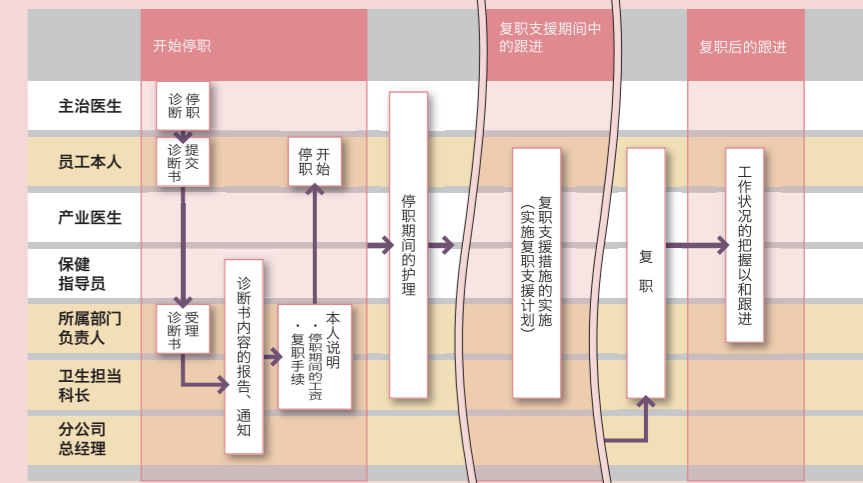 开始停职
复职支援期间中
的跟进
复职后的跟进
主治医生
员工本人
产业医生
保健
指导员
所属部门
负责人
卫生担当
科长
分公司
总经理
停职
诊断
提交
诊断书
受理
诊断书
诊断书内容的报告、通知
本人说明
・停职期间的工资
・复职手续
开始
停职
停职期间的护理
复职支援措施的实施
（实施复职支援计划）
复职
工作状况的把握以和跟进